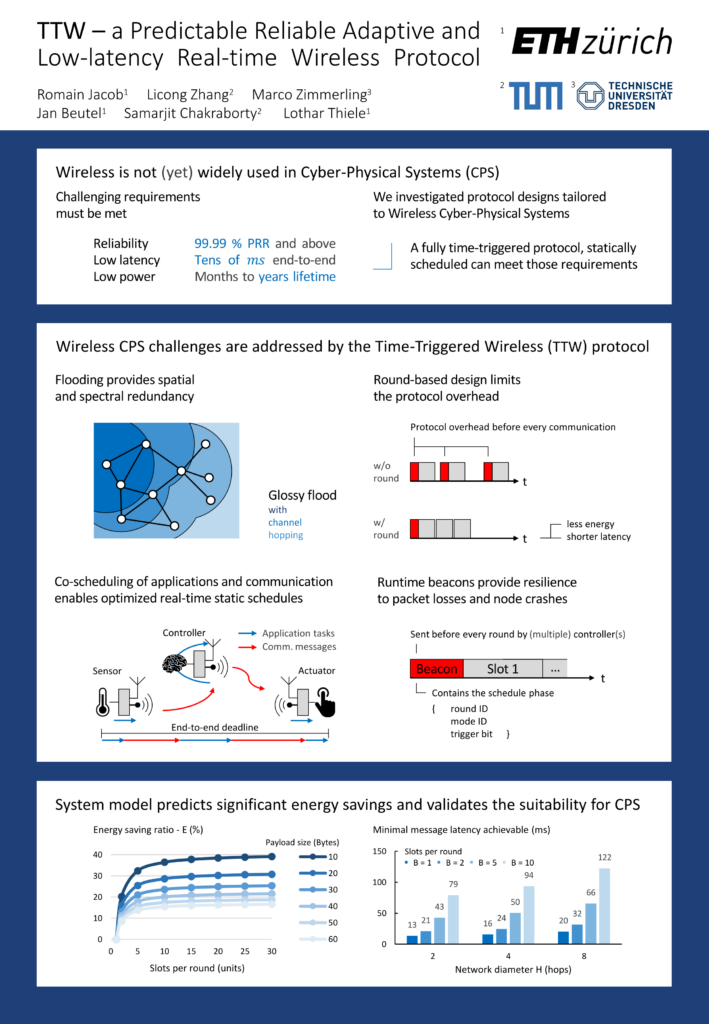 TTW – a Predictable Reliable Adaptive and
Low-latency Real-time Wireless Protocol
Romain Jacob¹ Licong Zhang² Marco Zimmerling³
Jan Beutel¹ Samarjit Chakraborty² Lothar Thiele¹
1 ETH zürich
2 TUM
3 TECHNISCHE
UNIVERSITÄT
DRESDEN
Wireless is not (yet) widely used in Cyber-Physical Systems (CPS)
Challenging requirements
must be met
Reliability 99.99 % PRR and above
Low latency Tens of ms end-to-end
Low power Months to years lifetime
We investigated protocol designs tailored
to Wireless Cyber-Physical Systems
A fully time-triggered protocol, statically
scheduled can meet those requirements
Wireless CPS challenges are addressed by the Time-Triggered Wireless (TTW) protocol
Flooding provides spatial
and spectral redundancy
Glossy flood
with
channel
hopping
Round-based design limits
the protocol overhead
Protocol overhead before every communication
w/o
round
t
w/
round
t
less energy
shorter latency
Co-scheduling of applications and communication
enables optimized real-time static schedules
Controller
Application tasks
Comm. messages
Sensor
Actuator
End-to-end deadline
Runtime beacons provide resilience
to packet losses and node crashes
Sent before every round by (multiple) controller(s)
Beacon Slot 1 ...
t
Contains the schedule phase
{ round ID
mode ID
trigger bit }
System model predicts significant energy savings and validates the suitability for CPS
Energy saving ratio - E (%)
Payload size (Bytes)
40
30
20
10
0
0 5 10 15 20 25 30
Slots per round (units)
10
20
30
40
50
60
Minimal message latency achievable (ms)
Slots per round
B = 1 B = 2 B = 5 B = 10
150
100
50
0
13 21 43 79
16 24 50 94
20 32 66 122
2 4 8
Network diameter H (hops)